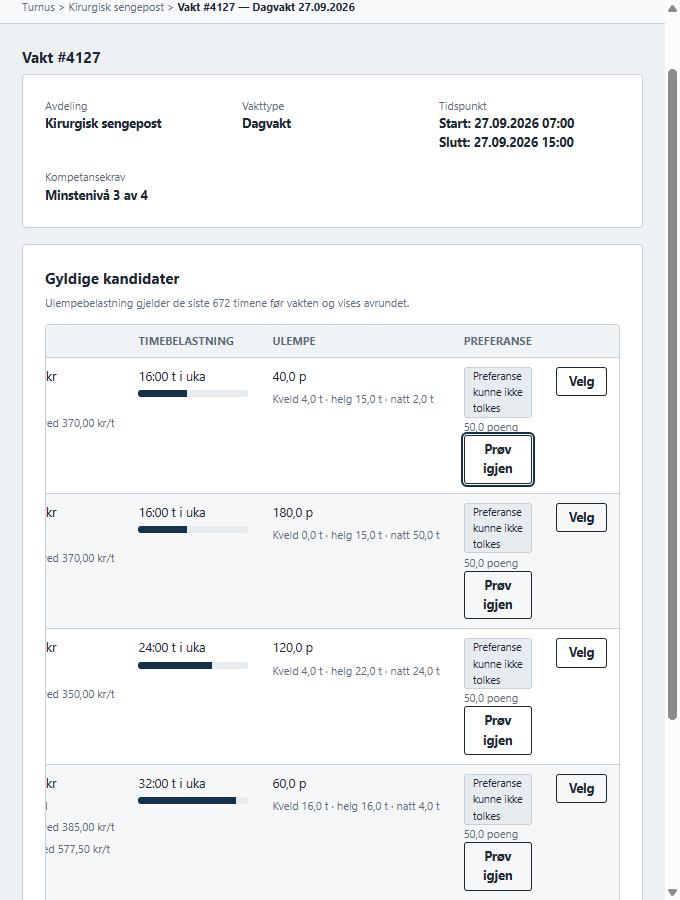 Turnus > Kirurgisk sengepost > Vakt #4127 — Dagvakt 27.09.2026
Vakt #4127
Avdeling
Kirurgisk sengepost
Vakttype
Dagvakt
Tidspunkt
Start: 27.09.2026 07:00
Slutt: 27.09.2026 15:00
Kompetansekrav
Minstenivå 3 av 4
Gyldige kandidater
Ulempebelastning gjelder de siste 672 timene før vakten og vises avrundet.
TIMEBELASTNING ULEMPE PREFERANSE
kr
370,00 kr/t
16:00 t i uka
40,0 p
Kveld 4,0 t · helg 15,0 t · natt 2,0 t
Preferanse
kunne ikke
tolkes
50,0 poeng
Prøv
igjen
Velg
kr
370,00 kr/t
16:00 t i uka
180,0 p
Kveld 0,0 t · helg 15,0 t · natt 50,0 t
Preferanse
kunne ikke
tolkes
50,0 poeng
Prøv
igjen
Velg
kr
350,00 kr/t
24:00 t i uka
120,0 p
Kveld 4,0 t · helg 22,0 t · natt 24,0 t
Preferanse
kunne ikke
tolkes
50,0 poeng
Prøv
igjen
Velg
kr
385,00 kr/t
577,50 kr/t
32:00 t i uka
60,0 p
Kveld 16,0 t · helg 16,0 t · natt 4,0 t
Preferanse
kunne ikke
tolkes
50,0 poeng
Prøv
igjen
Velg